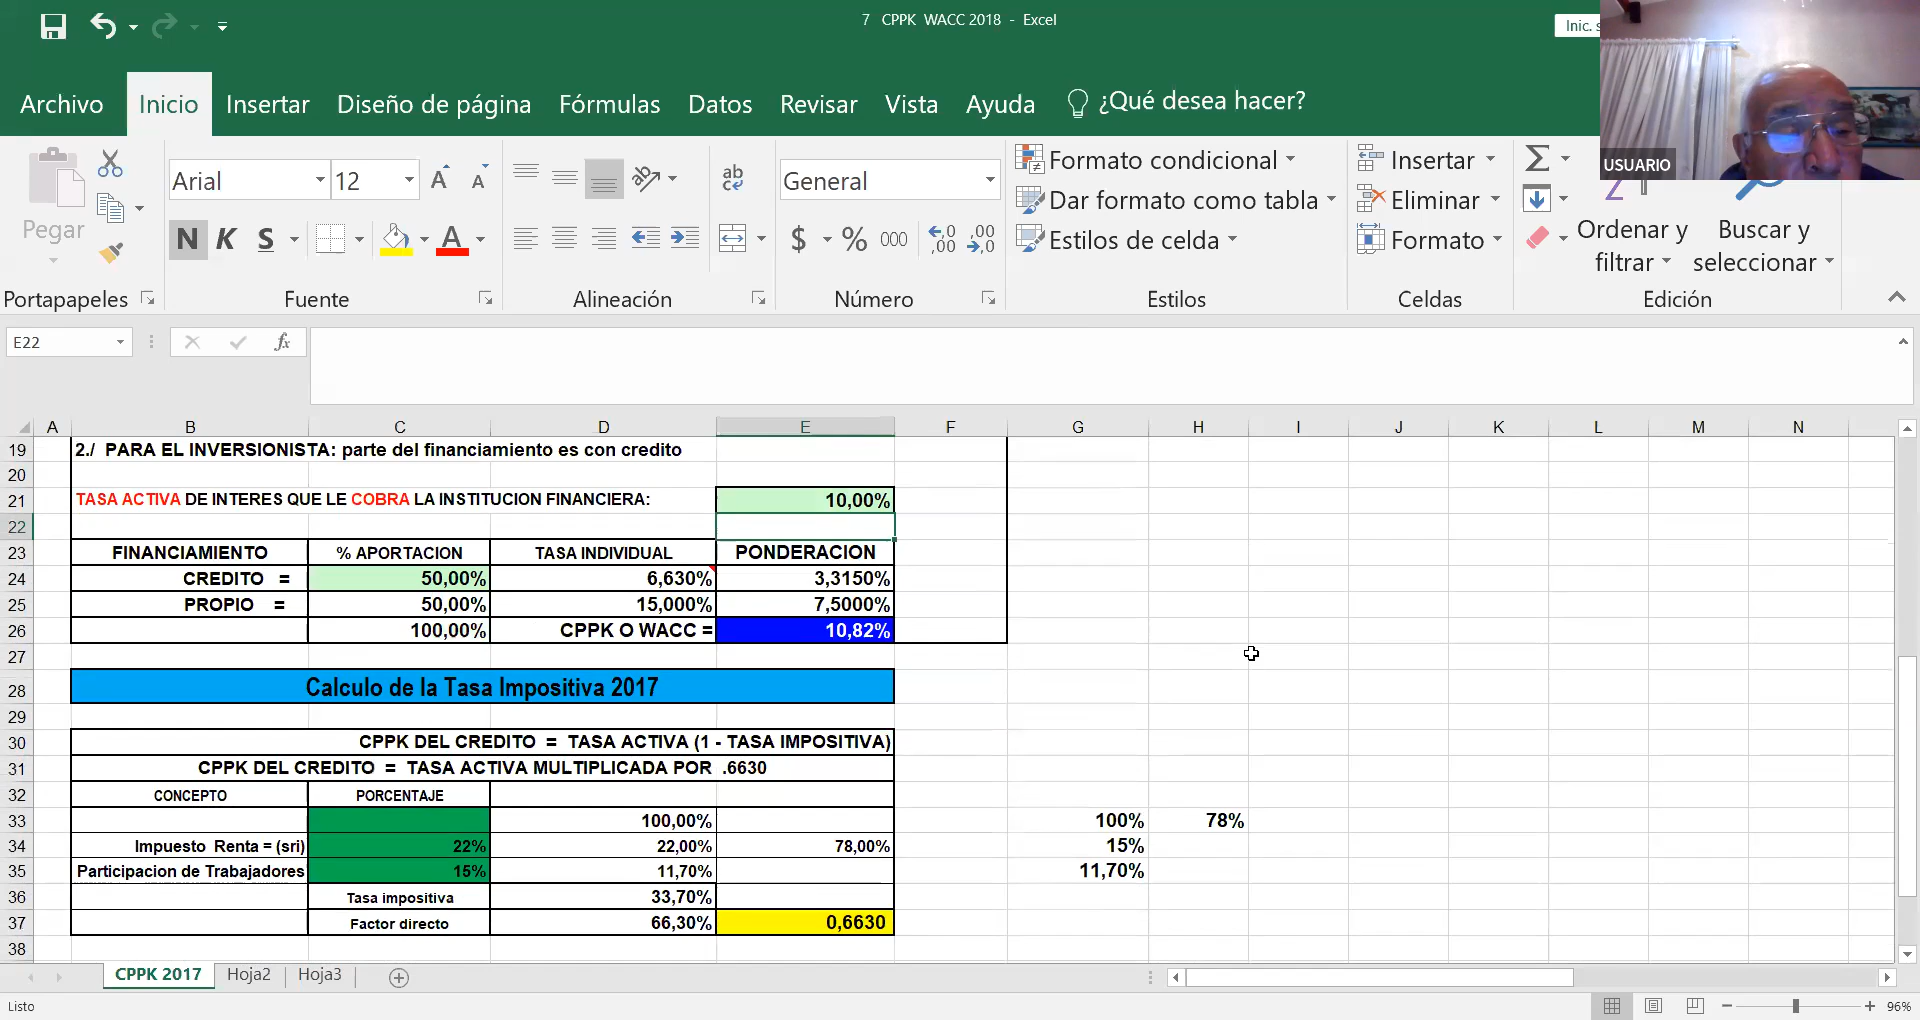 7 CPPK WACC 2018 - Excel
Inic. s
USUARIO
Archivo Inicio Insertar Diseño de página Fórmulas Datos Revisar Vista Ayuda ¿Qué desea hacer?
Pegar
Portapapeles
Arial 12
N K S
Fuente
Alineación
General
$ % 000
Número
Formato condicional
Dar formato como tabla
Estilos de celda
Estilos
Insertar
Eliminar
Formato
Celdas
Ordenar y filtrar
Buscar y seleccionar
Edición
E22 fx
A B C D E F G H I J K L M N
19 2./ PARA EL INVERSIONISTA: parte del financiamiento es con credito
20
21 TASA ACTIVA DE INTERES QUE LE COBRA LA INSTITUCION FINANCIERA: 10,00%
22
23 FINANCIAMIENTO % APORTACION TASA INDIVIDUAL PONDERACION
24 CREDITO = 50,00% 6,630% 3,3150%
25 PROPIO = 50,00% 15,000% 7,5000%
26 100,00% CPPK O WACC = 10,82%
27
28 Calculo de la Tasa Impositiva 2017
29
30 CPPK DEL CREDITO = TASA ACTIVA (1 - TASA IMPOSITIVA)
31 CPPK DEL CREDITO = TASA ACTIVA MULTIPLICADA POR .6630
32 CONCEPTO PORCENTAJE
33 100,00% 100% 78%
34 Impuesto Renta = (sri) 22% 22,00% 78,00% 15%
35 Participacion de Trabajadores 15% 11,70% 11,70%
36 Tasa impositiva 33,70%
37 Factor directo 66,30% 0,6630
38
CPPK 2017 Hoja2 Hoja3
Listo 96%